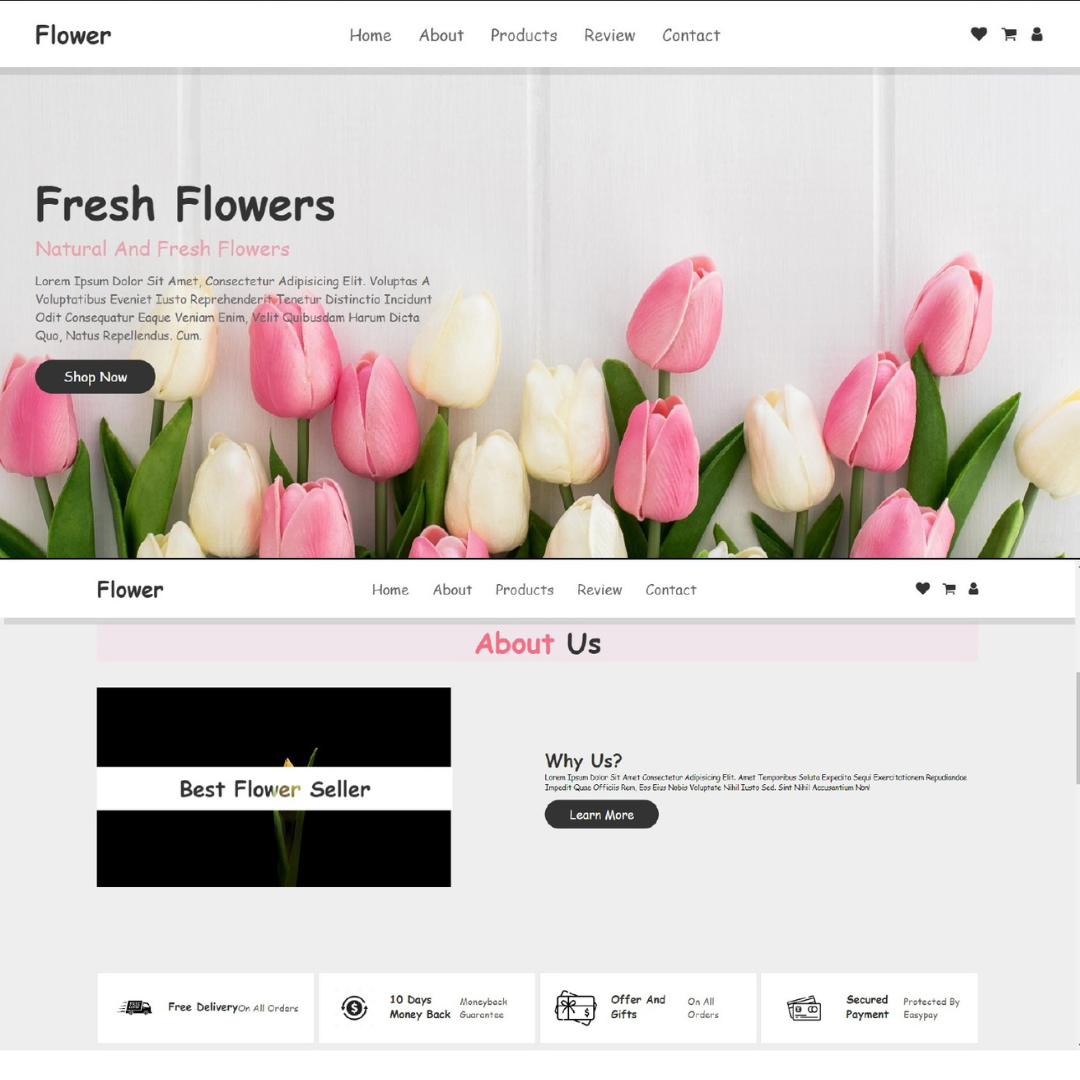 Flower
Home About Products Review Contact
Fresh Flowers
Natural And Fresh Flowers
Lorem Ipsum Dolor Sit Amet, Consectetur Adipisicing Elit. Voluptas A
Voluptatibus Eveniet Iusto Reprehenderit Tenetur Distinctio Incidunt
Odit Consequatur Eaque Veniam Enim, Velit Quibusdam Harum Dicta
Quo, Natus Repellendus. Cum.
Shop Now
Flower
Home About Products Review Contact
About Us
Best Flower Seller
Why Us?
Lorem Ipsum Dolor Sit Amet Consectetur Adipisicing Elit. Amet Temporibus Soluta Expedita Sequi Exercitationem Repudiandae
Impedit Quae Officiis Rem, Eos Eius Nobis Voluptate Nihil Iusto Sed. Sint Nihil Accusantium Non!
Learn More
Free Delivery On All Orders
10 Days
Money Back
Moneyback
Guarantee
Offer And
Gifts
$
On All
Orders
Secured
Payment
Protected By
Easypay